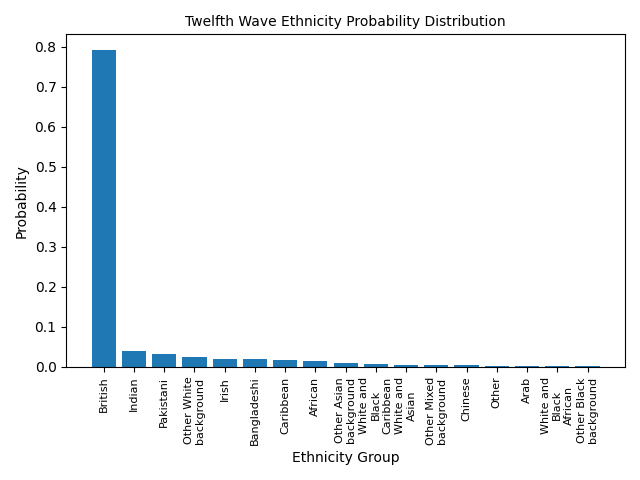 Twelfth Wave Ethnicity Probability Distribution
Probability
0.8
0.7
0.6
0.5
0.4
0.3
0.2
0.1
0.0
British
Indian
Pakistani
Other White
background
Irish
Bangladeshi
Caribbean
African
Other Asian
background
White and
Black
Caribbean
White and
Asian
Other Mixed
background
Chinese
Other
Arab
White and
Black
African
Other Black
background
Ethnicity Group